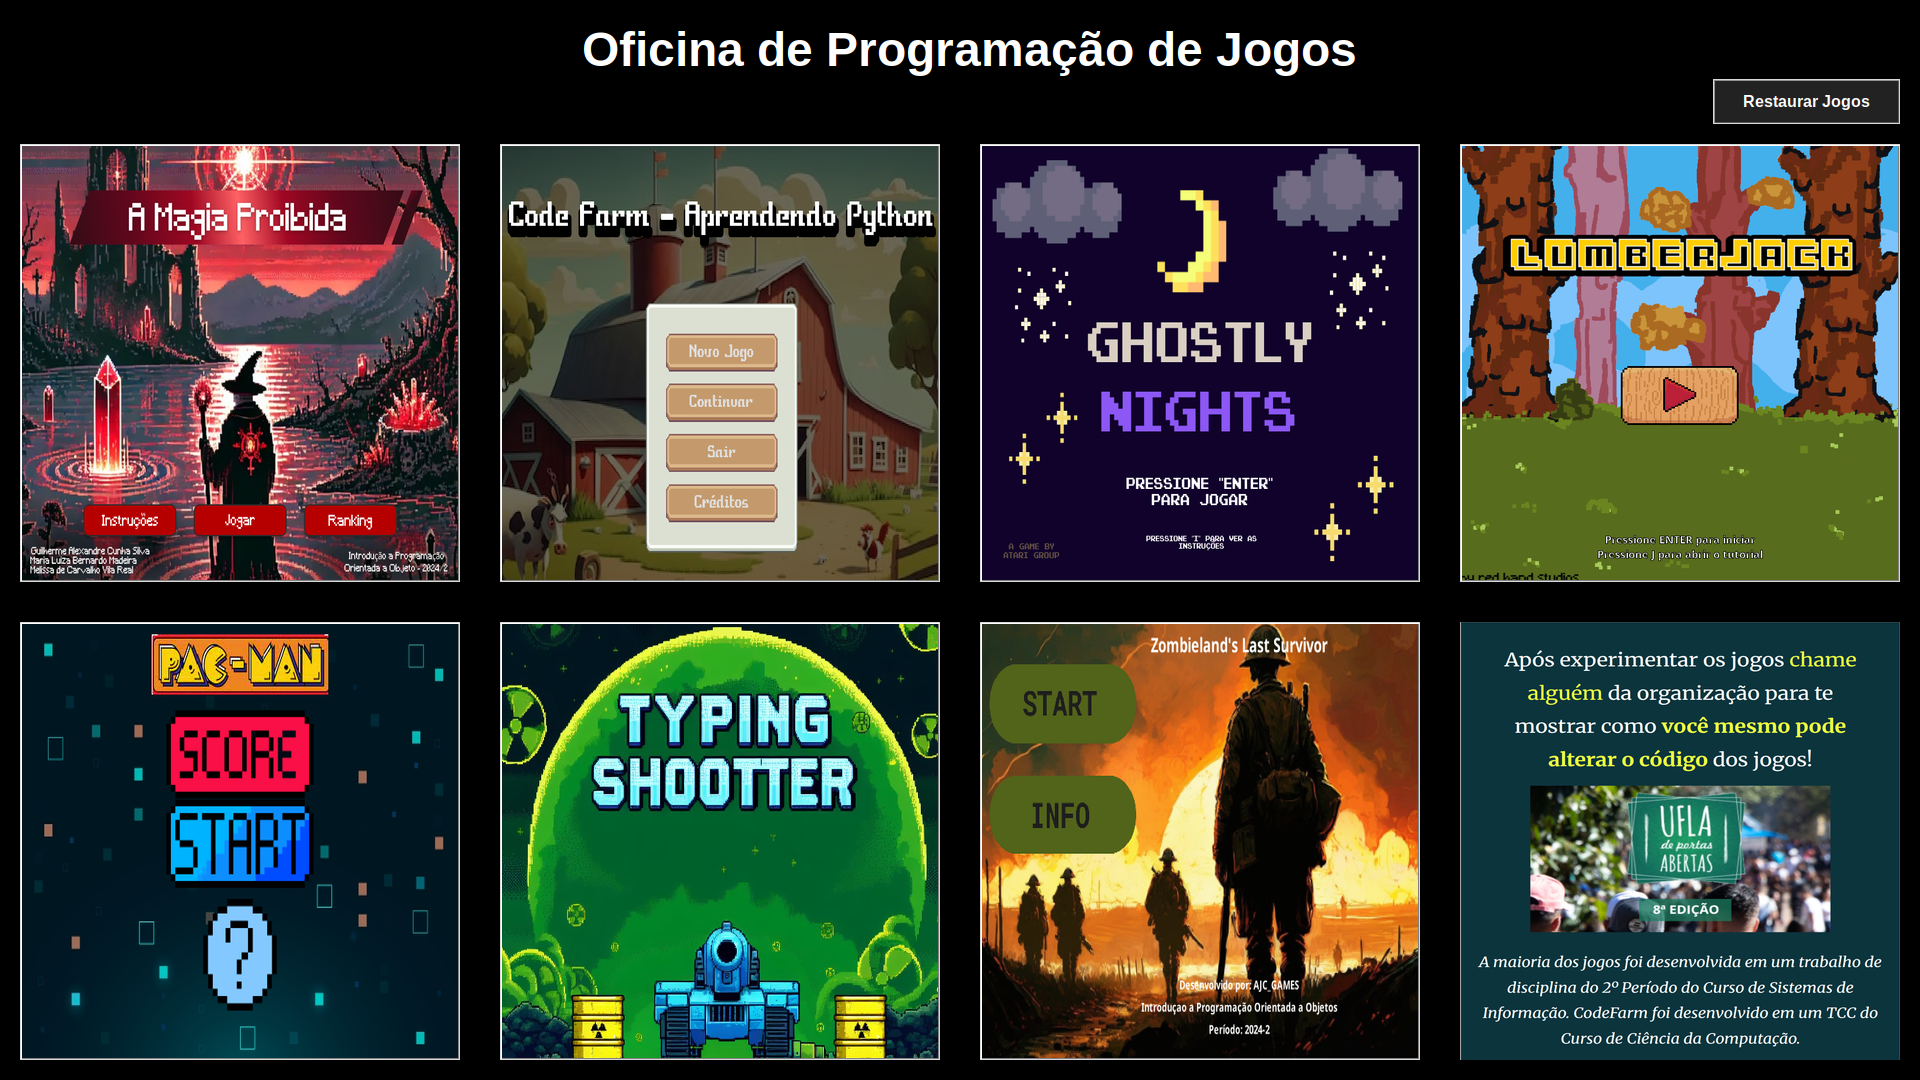 Oficina de Programação de Jogos
Restaurar Jogos
A Magia Proibida
Instruções
Jogar
Ranking
Guilherme Alexandre Cunha Silva
Maria Luiza Bernardo Madeira
Melissa de Carvalho Vila Real
Introdução a Programação
Orientada a Objeto - 2024/2
Code Farm - Aprendendo Python
Novo Jogo
Continuar
Sair
Créditos
GHOSTLY
NIGHTS
PRESSIONE "ENTER"
PARA JOGAR
PRESSIONE "I" PARA VER AS
INSTRUÇÕES
A GAME BY
ATARI GROUP
LUMBERJACK
Pressione ENTER para iniciar
Pressione J para abrir o tutorial
by red hand studios
PAC-MAN
SCORE
START
?
TYPING
SHOOTTER
Zombieland's Last Survivor
START
INFO
Desenvolvido por: AJC GAMES
Introduçao a Programação Orientada a Objetos
Período: 2024-2
Após experimentar os jogos chame
alguém da organização para te
mostrar como você mesmo pode
alterar o código dos jogos!
UFLA
de portas
ABERTAS
8ª EDIÇÃO
A maioria dos jogos foi desenvolvida em um trabalho de
disciplina do 2º Período do Curso de Sistemas de
Informação. CodeFarm foi desenvolvido em um TCC do
Curso de Ciência da Computação.